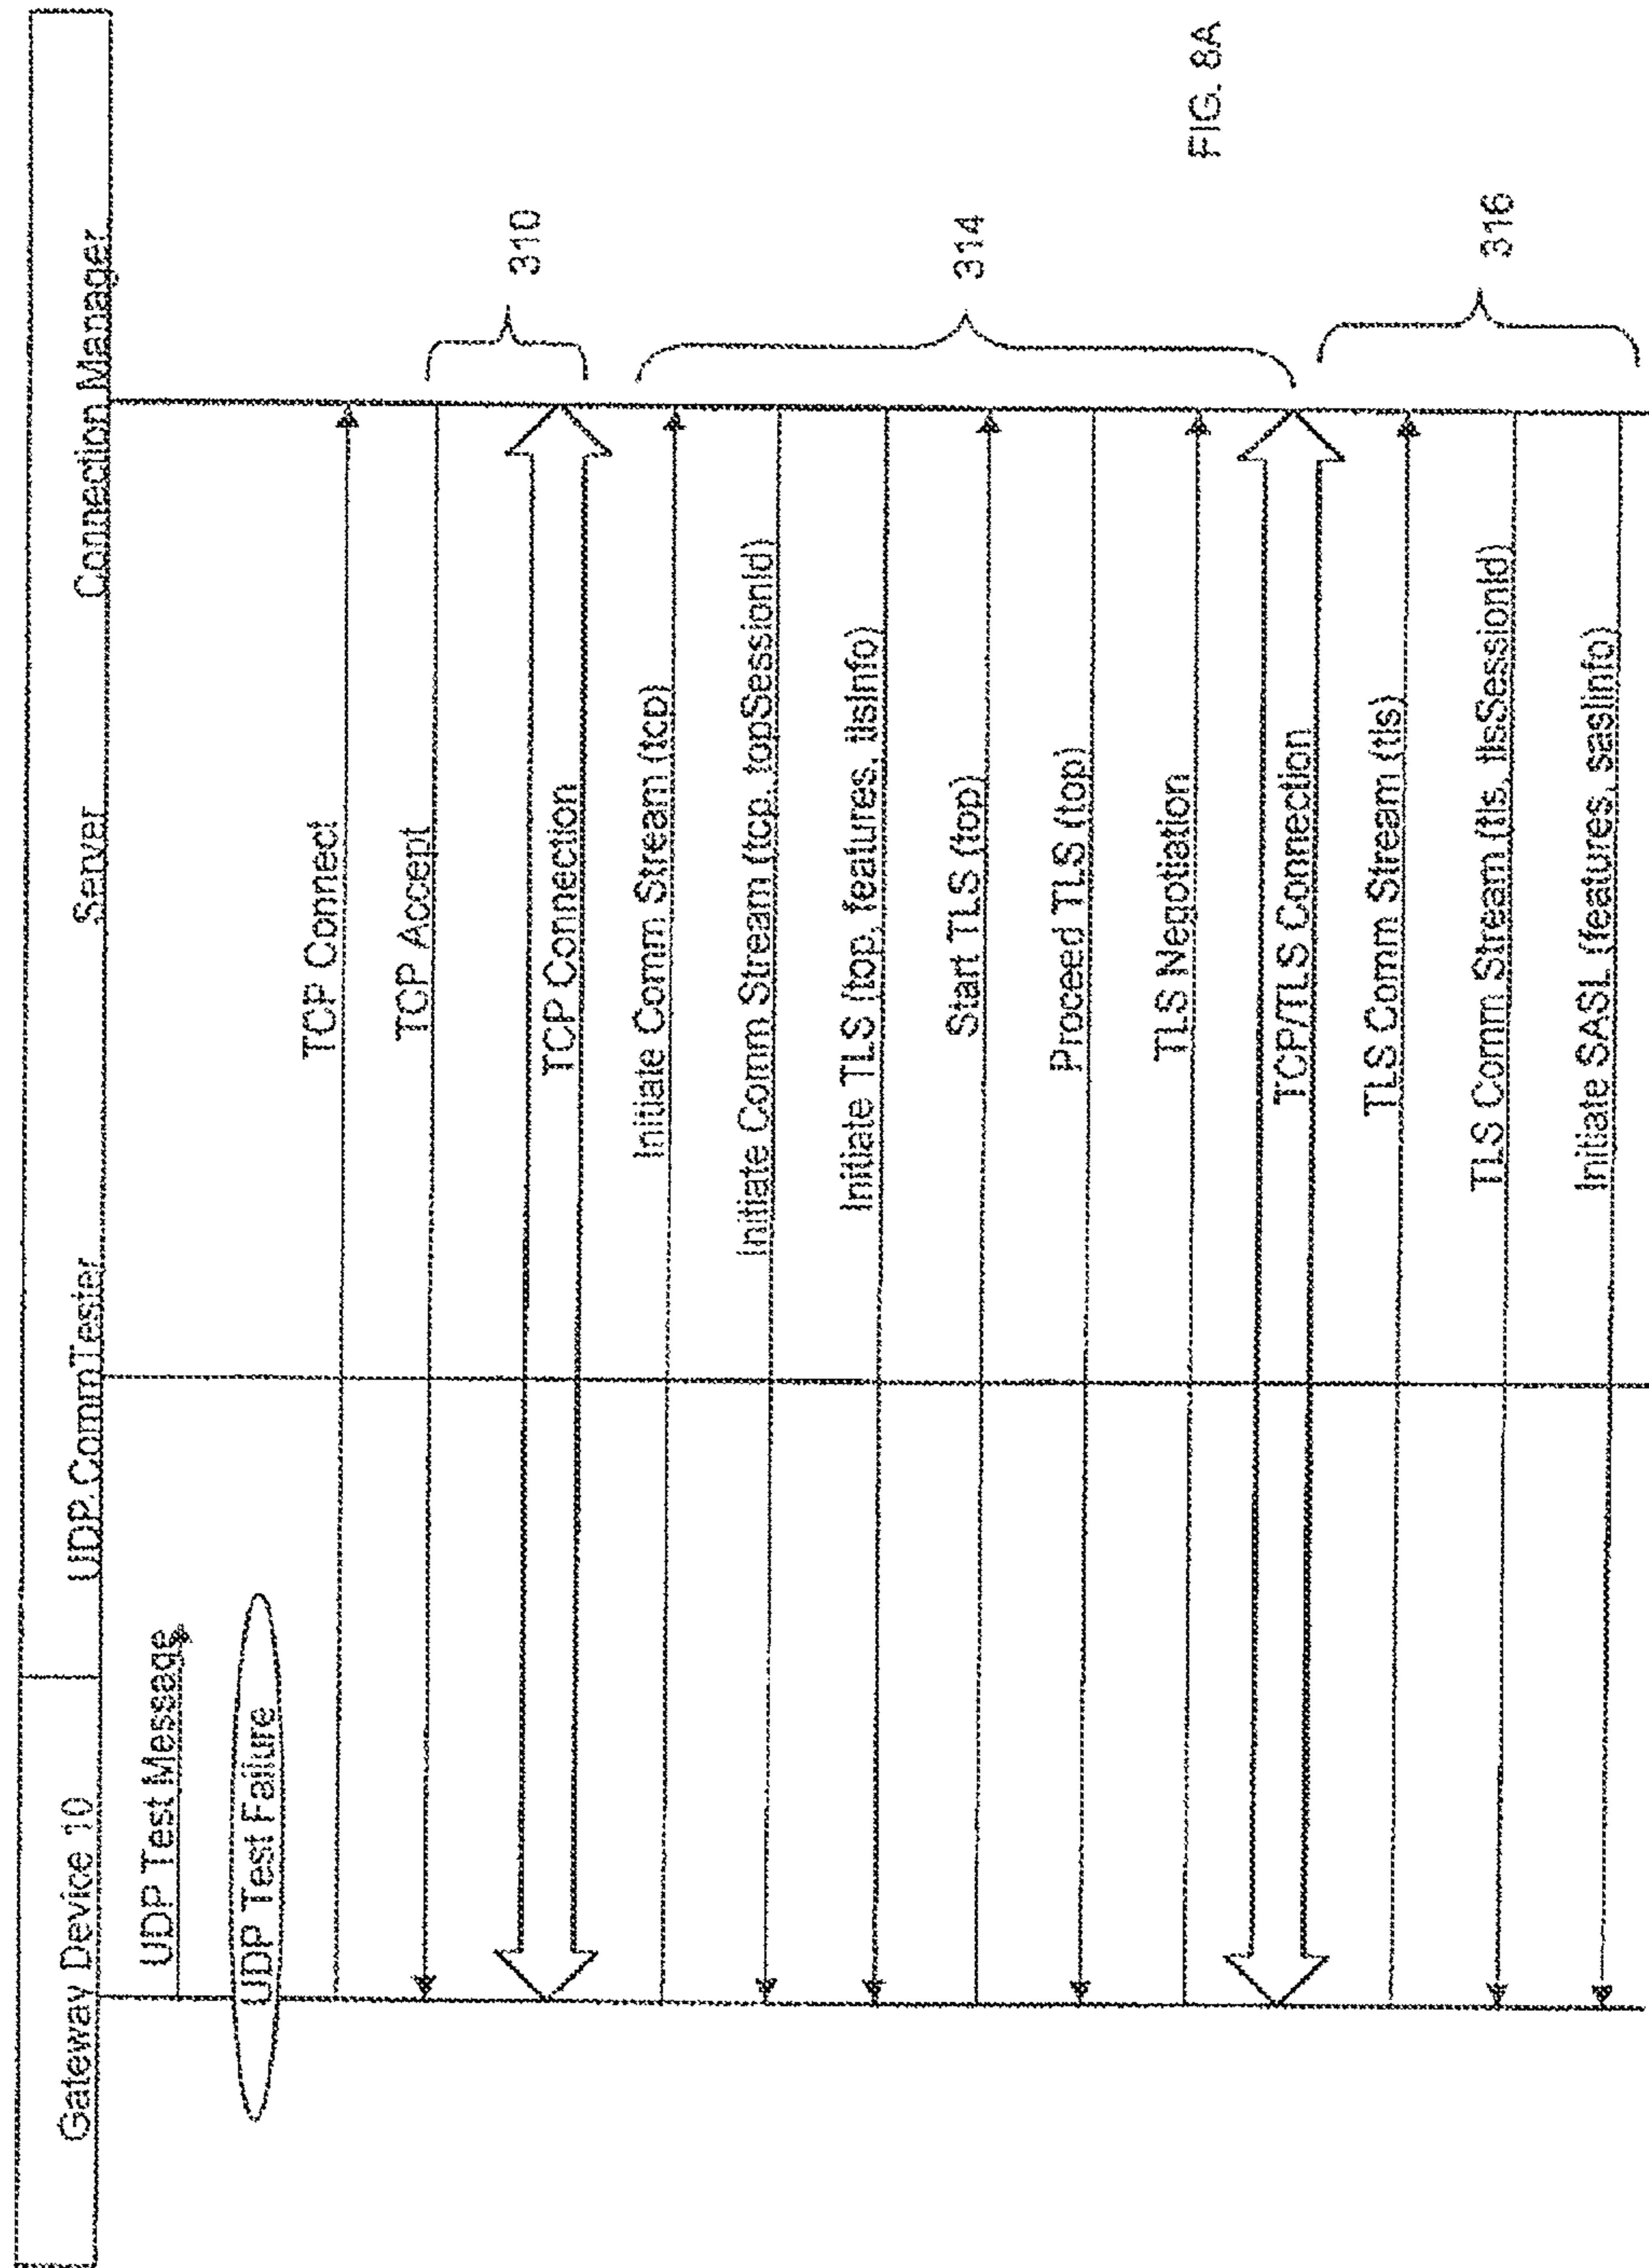 Gateway Device 10
UDP CommTester
Server
Connection Manager
UDP Test Message
UDP Test Failure
TCP Connect
TCP Accept
TCP Connection
310
Initiate Comm Stream (tcp)
Initiate Comm Stream (tcp, tcpSessionId)
Initiate TLS (tcp, features, tlsInfo)
Start TLS (tcp)
Proceed TLS (tcp)
TLS Negotiation
TCP/TLS Connection
314
TLS Comm Stream (tls)
TLS Comm Stream (tls, tlsSessionId)
Initiate SASL (features, saslInfo)
316
FIG. 8A